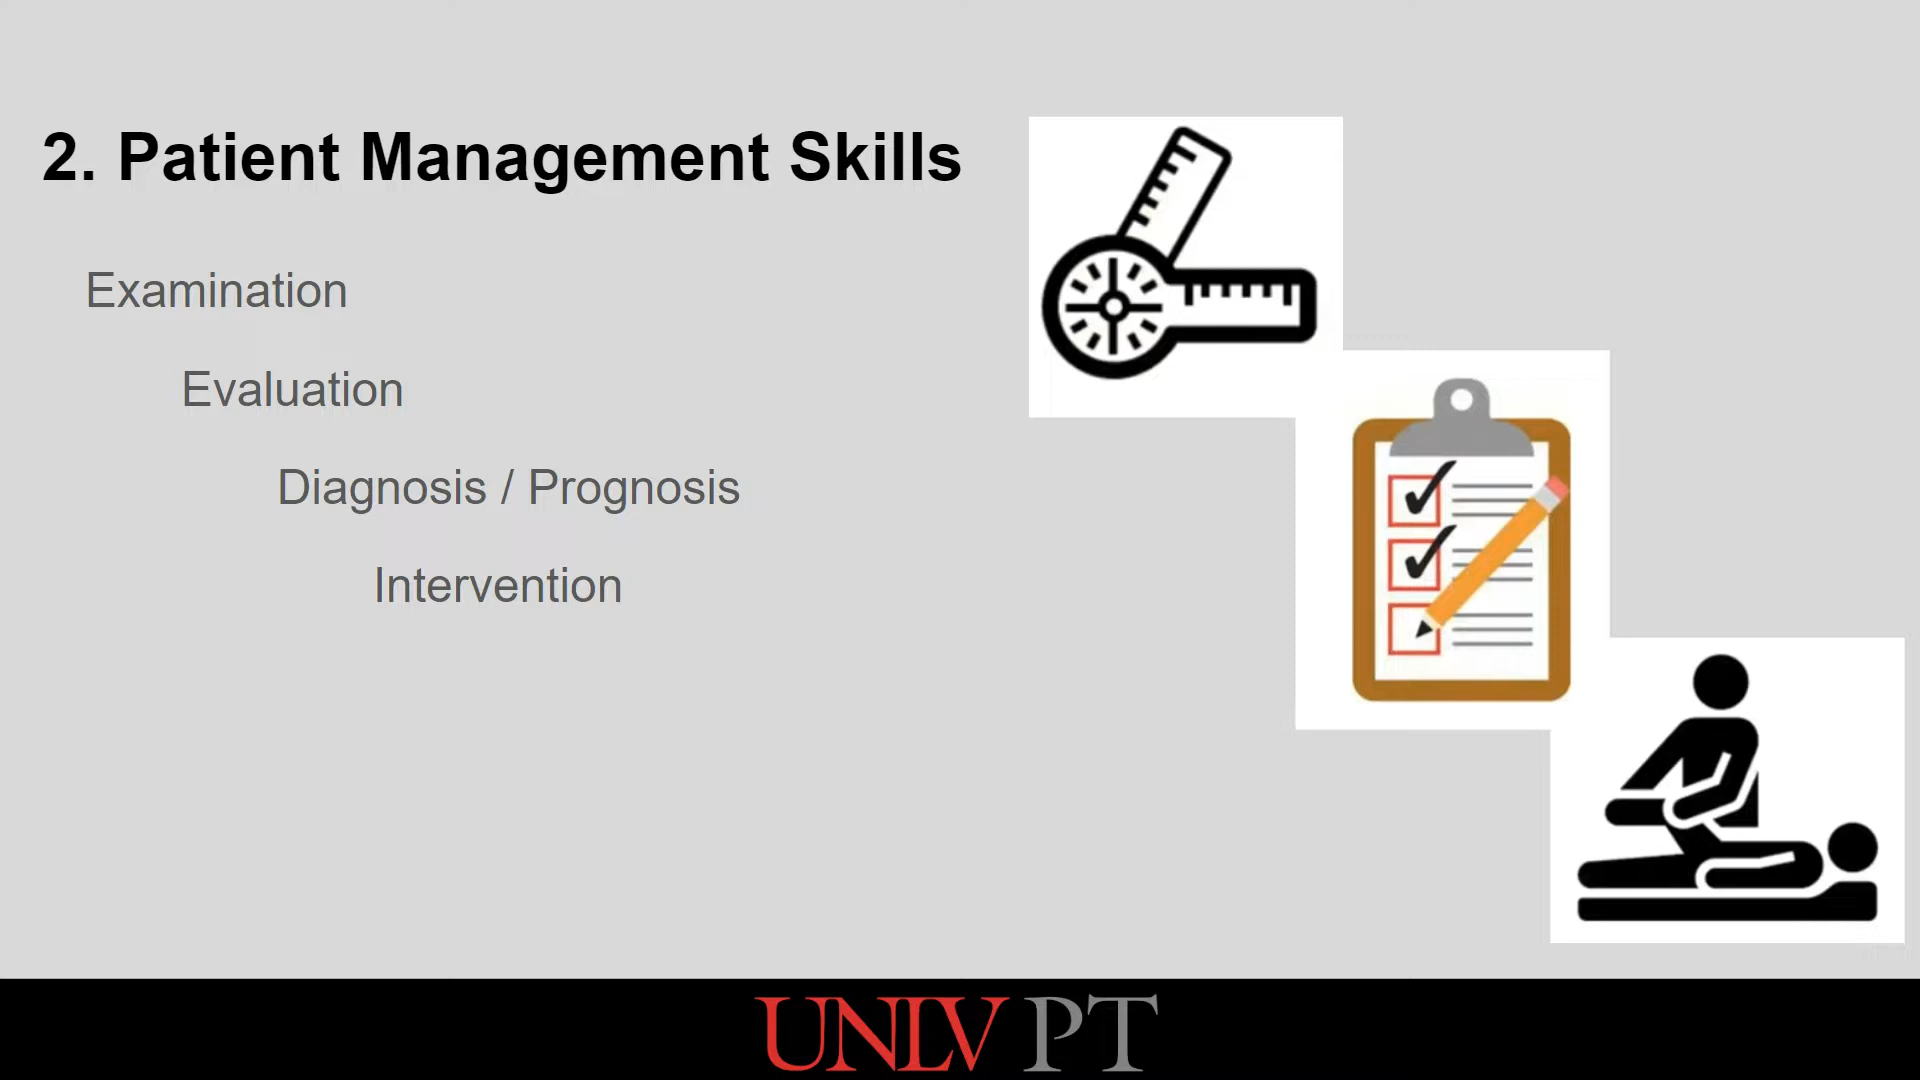 2. Patient Management Skills
Examination
Evaluation
Diagnosis / Prognosis
Intervention
UNLV PT